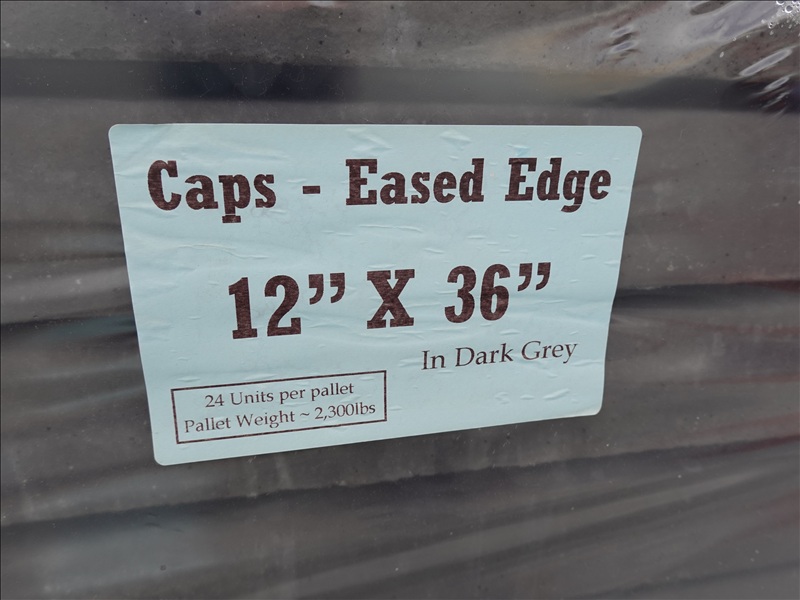 Caps - Eased Edge
12” X 36”
In Dark Grey
24 Units per pallet
Pallet Weight ~ 2,300lbs